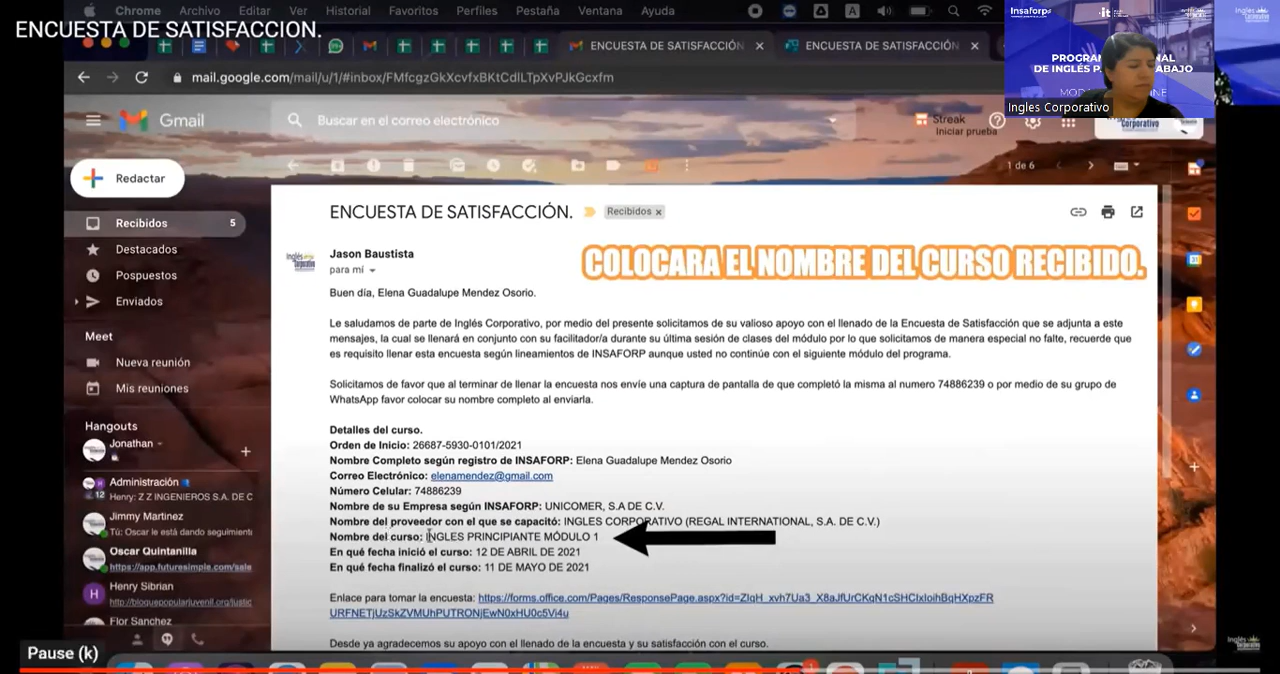 Chrome Archivo Editar Ver Historial Favoritos Perfiles Pestaña Ventana Ayuda
ENCUESTA DE SATISFACCIÓN.
ENCUESTA DE SATISFACCIÓN
ENCUESTA DE SATISFACCIÓN
mail.google.com/mail/u/1/#inbox/FMfcgzGkXcvfxBKtCdlLTpXvPJkGcxfm
Insaforp
Ingles Corporativo
Gmail
Buscar en el correo electrónico
Streak
Iniciar prueba
Corporativo
Redactar
1 de 6
Recibidos 5
Destacados
Pospuestos
Enviados
Meet
Nueva reunión
Mis reuniones
Hangouts
Jonathan
Administración
12 Henry: Z Z INGENIEROS S.A. DE C
Jimmy Martinez
Tú: Oscar le está dando seguimiento
Oscar Quintanilla
https://app.futuresimple.com/sale
H Henry Sibrian
http://bloquepopularjuvenil.org/justic
Flor Sanchez
ENCUESTA DE SATISFACCIÓN. Recibidos x
COLOCARA EL NOMBRE DEL CURSO RECIBIDO.
Jason Bautista
para mí
Buen día, Elena Guadalupe Mendez Osorio.
Le saludamos de parte de Inglés Corporativo, por medio del presente solicitamos de su valioso apoyo con el llenado de la Encuesta de Satisfacción que se adjunta a este
mensajes, la cual se llenará en conjunto con su facilitador/a durante su última sesión de clases del módulo por lo que solicitamos de manera especial no falte, recuerde que
es requisito llenar esta encuesta según lineamientos de INSAFORP aunque usted no continúe con el siguiente módulo del programa.
Solicitamos de favor que al terminar de llenar la encuesta nos envíe una captura de pantalla de que completó la misma al numero 74886239 o por medio de su grupo de
WhatsApp favor colocar su nombre completo al enviarla.
Detalles del curso.
Orden de Inicio: 26687-5930-0101/2021
Nombre Completo según registro de INSAFORP: Elena Guadalupe Mendez Osorio
Correo Electrónico: elenamendez@gmail.com
Número Celular: 74886239
Nombre de su Empresa según INSAFORP: UNICOMER, S.A DE C.V.
Nombre del proveedor con el que se capacitó: INGLES CORPORATIVO (REGAL INTERNATIONAL, S.A. DE C.V.)
Nombre del curso: INGLES PRINCIPIANTE MÓDULO 1
En qué fecha inició el curso: 12 DE ABRIL DE 2021
En qué fecha finalizó el curso: 11 DE MAYO DE 2021
Enlace para tomar la encuesta: https://forms.office.com/Pages/ResponsePage.aspx?id=ZIqH_xvh7Ua3_X8aJfUrCKqN1cSHCIxIoihBqHXpzFR
URFNETjUzSkZVMUhPUTRONjEwN0xHU0c5Vi4u
Desde ya agradecemos su apoyo con el llenado de la encuesta y su satisfacción con el curso.
Pause (k)